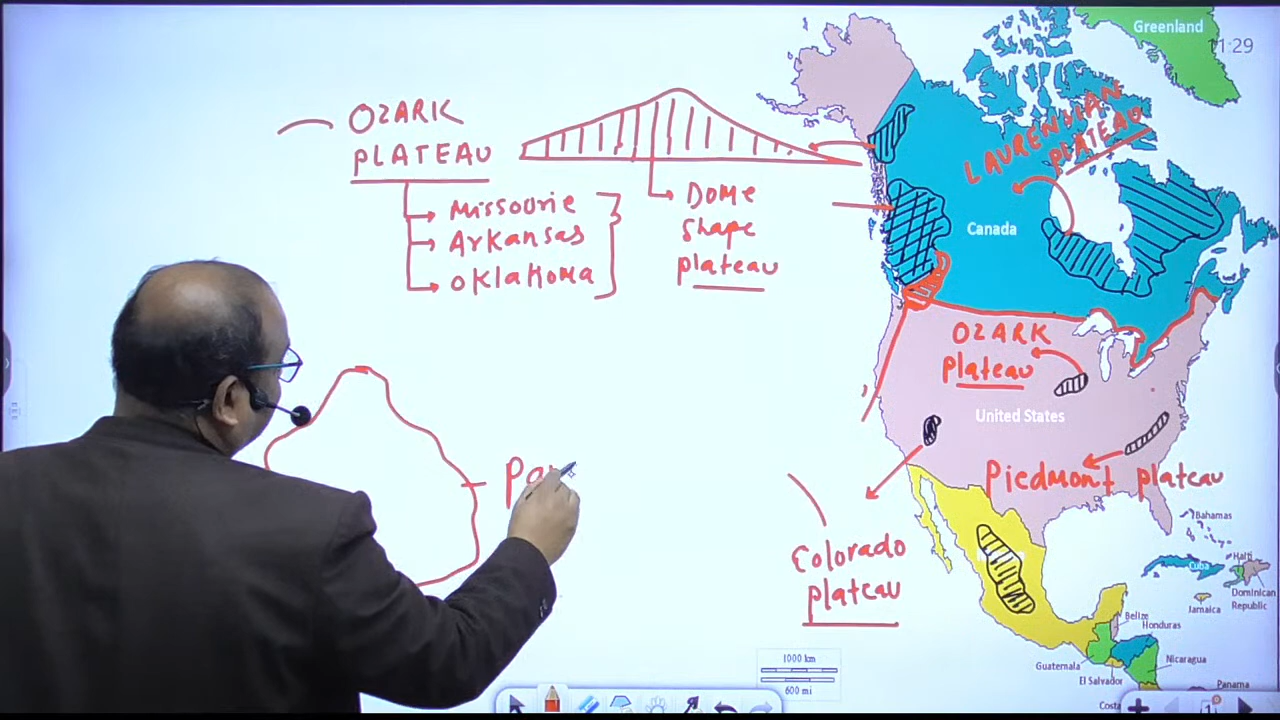 OZARK
PLATEAU
Missourie
Arkansas
Oklahoma
Dome
Shape
plateau
Greenland
11:29
LAURENSIAN
PLATEAU
Canada
OZARK
plateau
United States
Piedmont plateau
Colorado
plateau
Bahamas
Cuba
Haiti
Dominican
Republic
Jamaica
Belize
Honduras
Guatemala
El Salvador
Nicaragua
Costa
Panama
1000 km
600 mi